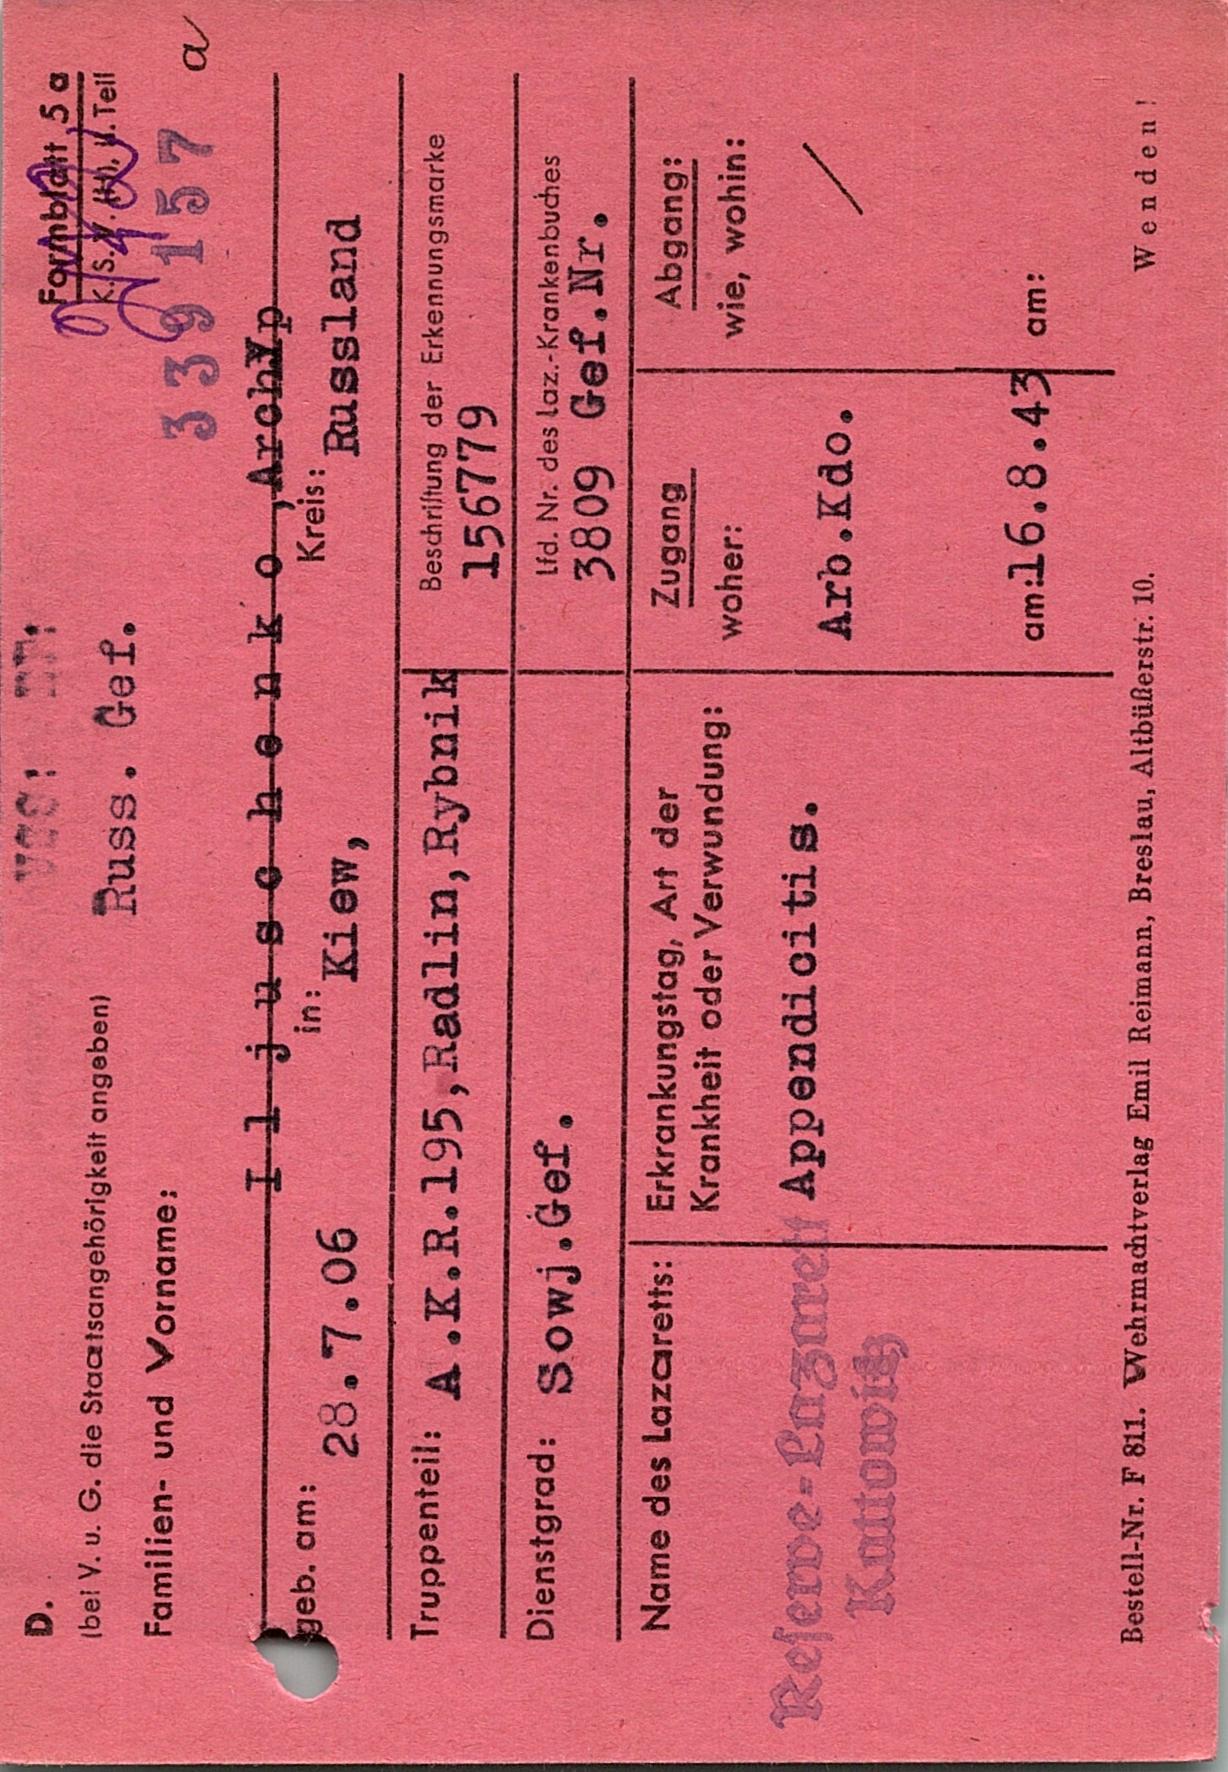 D.
Formblatt 5 a
(bei V. u. G. die Staatsangehörigkeit angeben)
Russ. Gef.
K. S. V. (H), II. Teil
Familien- und Vorname:
339157 a
Iljuschenko, Archyp
geb. am: 28.7.06 in: Kiew, Kreis: Russland
Truppenteil: A.K.R.195, Radlin, Rybnik
Beschriftung der Erkennungsmarke
156779
Dienstgrad: Sowj.Gef.
Lfd. Nr. des Laz.-Krankenbuches
3809 Gef.Nr.
Name des Lazaretts:
Reserve-Lazarett
Kattowitz
Erkrankungstag, Art der
Krankheit oder Verwundung:
Appendicitis.
Zugang
woher:
Arb.Kdo.
am: 16.8.43
Abgang:
wie, wohin:
/
am:
Bestell-Nr. F 811. Wehrmachtverlag Emil Reimann, Breslau, Altbüßerstr. 10.
Wenden!